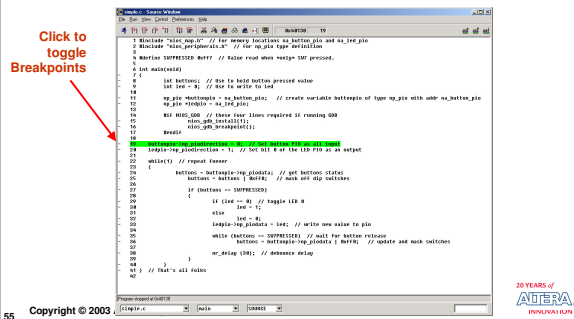 simple.c - Source Window
File Run View Control Preferences Help
0x40138 19
Click to
toggle
Breakpoints
1 #include "nios_map.h" // For memory locations na_button_pio and na_led_pio
2 #include "nios_peripherals.h" // For np_pio type definition
3
4 #define SW7PRESSED 0xff7 // Value read when *only* SW7 pressed.
5
6 int main(void)
7 {
8 int buttons; // Use to hold button pressed value
9 int led = 0; // Use to write to led
10
11 np_pio *buttonpio = na_button_pio; // create variable buttonpio of type np_pio with addr na_button_pio
12 np_pio *ledpio = na_led_pio;
13
14 #if NIOS_GDB // these four lines required if running GDB
15 nios_gdb_install(1);
16 nios_gdb_breakpoint();
17 #endif
18
19 buttonpio->np_piodirection = 0; // Set button PIO as all input
20 ledpio->np_piodirection = 1; // Set bit 0 of the LED PIO as an output
21
22 while(1) // repeat foever
23 {
24 buttons = buttonpio->np_piodata; // get buttons status
25 buttons = buttons | 0xff0; // mask off dip switches
26
27 if (buttons == SW7PRESSED)
28 {
29 if (led == 0) // toggle LED 0
30 led = 1;
31 else
32 led = 0;
33 ledpio->np_piodata = led; // write new value to pio
34
35 while (buttons == SW7PRESSED) // wait for button release
36 buttons = buttonpio->np_piodata | 0xff0; // update and mask switches
37
38 nr_delay (30); // debounce delay
39 }
40 }
41 } // That's all folks
42
Program stopped at 0x40138
simple.c main SOURCE
55 Copyright © 2003
20 YEARS of
ALTERA
INNOVATION